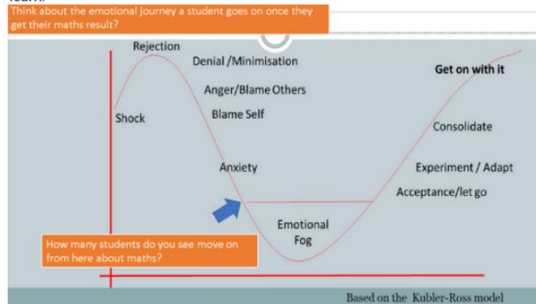 Think about the emotional journey a student goes on once they
get their maths result?
Rejection
Denial /Minimisation
Get on with it
Anger/Blame Others
Shock
Blame Self
Consolidate
Anxiety
Experiment / Adapt
Acceptance/let go
Emotional
Fog
How many students do you see move on
from here about maths?
Based on the Kubler-Ross model